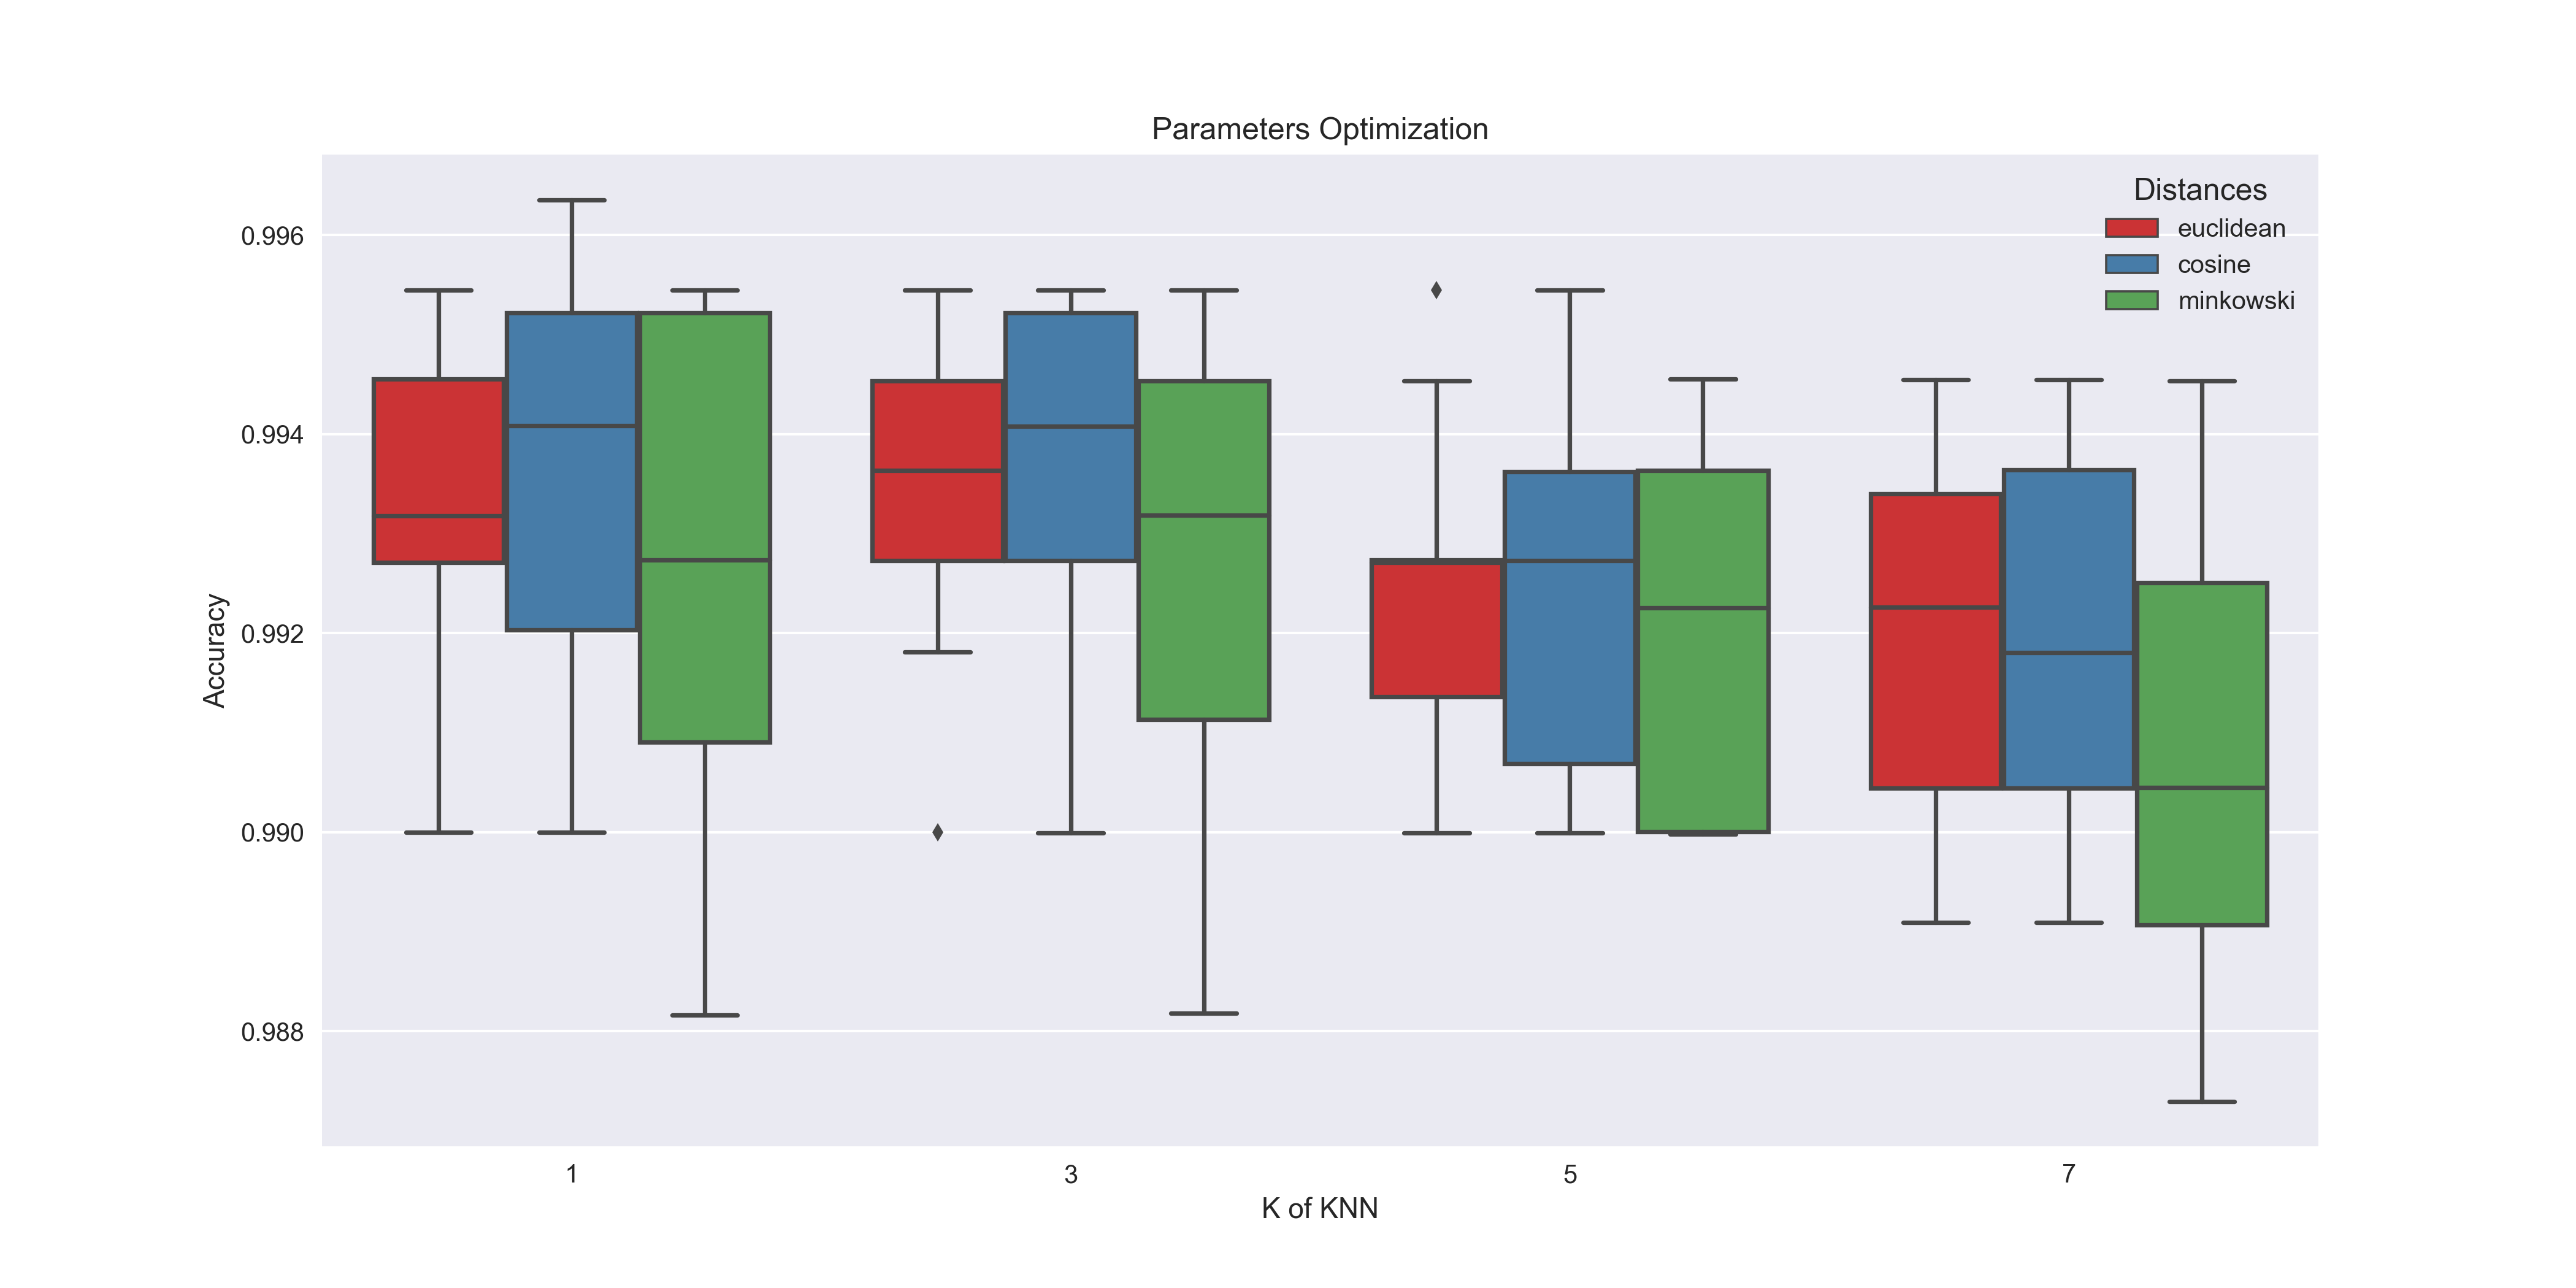 Parameters Optimization
Distances
euclidean
cosine
minkowski
0.996
0.994
0.992
0.990
0.988
Accuracy
1
3
5
7
K of KNN